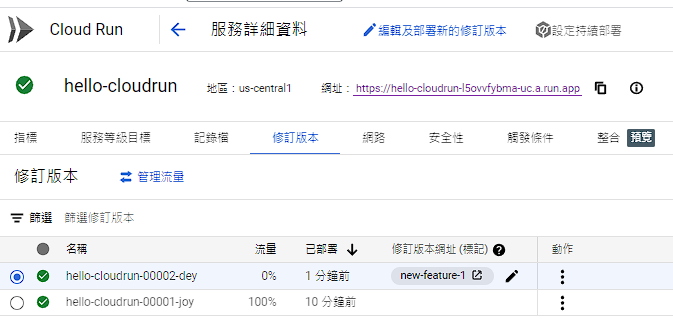 Cloud Run 服務詳細資料 編輯及部署新的修訂版本 設定持續部署
hello-cloudrun 地區：us-central1 網址： https://hello-cloudrun-l5ovvfybma-uc.a.run.app
指標 服務等級目標 記錄檔 修訂版本 網路 安全性 觸發條件 整合 預覽
修訂版本 管理流量
篩選 篩選修訂版本
名稱 流量 已部署 修訂版本網址 (標記) 動作
hello-cloudrun-00002-dey 0% 1 分鐘前 new-feature-1
hello-cloudrun-00001-joy 100% 10 分鐘前